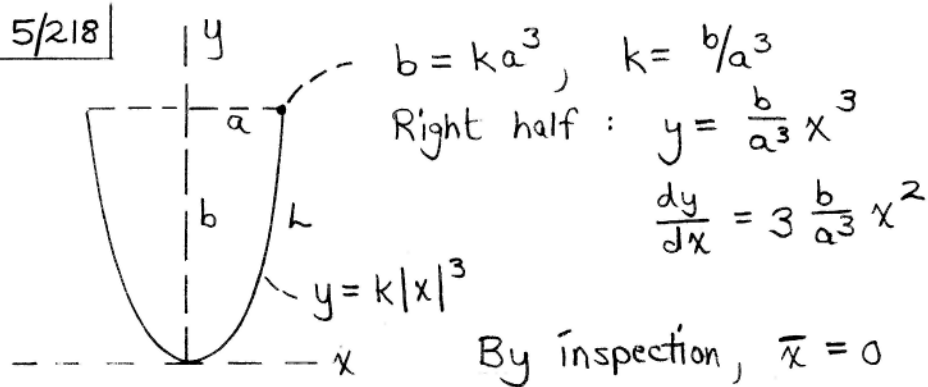 5/218
y
b = ka³, k = b/a³
a
Right half : y = b/a³ x³
dy/dx = 3 b/a³ x²
b
L
y = k|x|³
x
By inspection, x̄ = 0